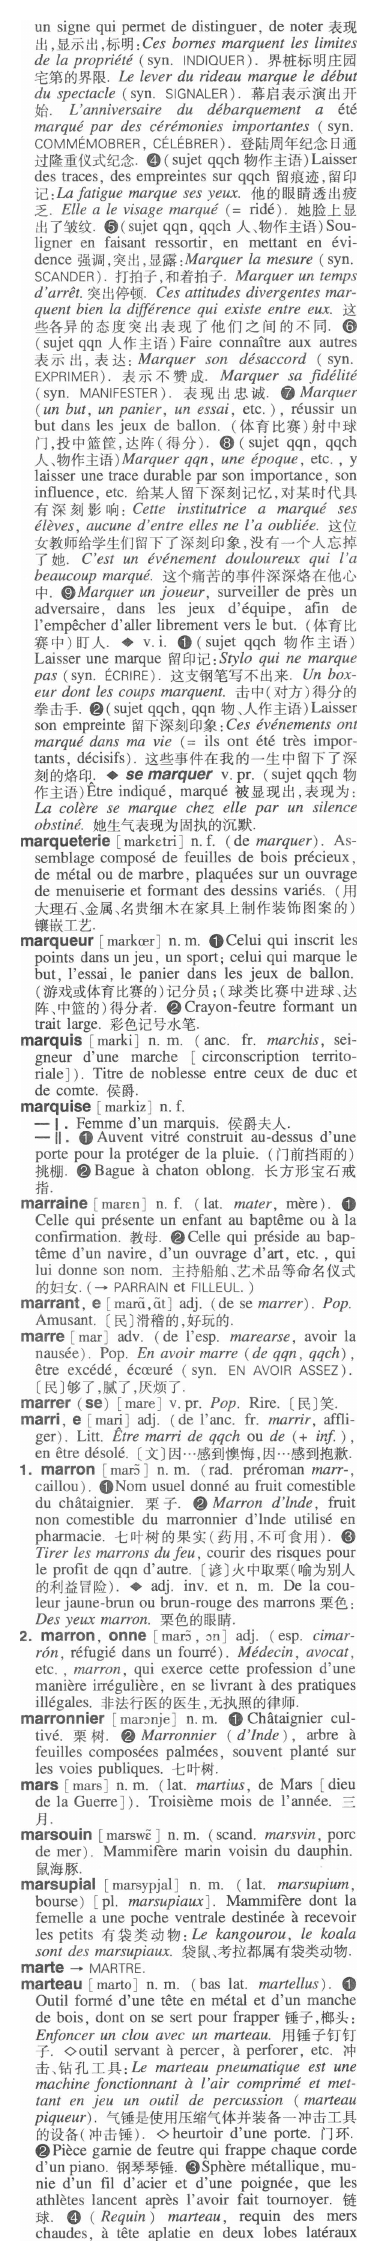 un signe qui permet de distinguer, de noter 表现
出,显示出,标明:Ces bornes marquent les limites
de la propriété (syn. INDIQUER). 界桩标明庄园
宅第的界限. Le lever du rideau marque le début
du spectacle (syn. SIGNALER). 幕启表示演出开
始. L'anniversaire du débarquement a été
marqué par des cérémonies importantes (syn.
COMMÉMOBRER, CÉLÉBRER). 登陆周年纪念日通
过隆重仪式纪念. ❹(sujet qqch 物作主语)Laisser
des traces, des empreintes sur qqch 留痕迹,留印
记:La fatigue marque ses yeux. 他的眼睛透出疲
乏. Elle a le visage marqué (= ridé). 她脸上显
出了皱纹. ❺(sujet qqn, qqch 人、物作主语)Sou-
ligner en faisant ressortir, en mettant en évi-
dence 强调,突出,显露:Marquer la mesure (syn.
SCANDER). 打拍子,和着拍子. Marquer un temps
d'arrêt. 突出停顿. Ces attitudes divergentes mar-
quent bien la différence qui existe entre eux. 这
些各异的态度突出表现了他们之间的不同. ❻
(sujet qqn 人作主语) Faire connaître aux autres
表示出,表达: Marquer son désaccord (syn.
EXPRIMER). 表示不赞成. Marquer sa fidélité
(syn. MANIFESTER). 表现出忠诚. ❼ Marquer
(un but, un panier, un essai, etc.), réussir un
but dans les jeux de ballon. (体育比赛)射中球
门,投中篮筐,达阵(得分). ❽ (sujet qqn, qqch
人、物作主语)Marquer qqn, une époque, etc., y
laisser une trace durable par son importance, son
influence, etc. 给某人留下深刻记忆,对某时代具
有深刻影响: Cette institutrice a marqué ses
élèves, aucune d'entre elles ne l'a oubliée. 这位
女教师给学生们留下了深刻印象,没有一个人忘掉
了她. C'est un événement douloureux qui l'a
beaucoup marqué. 这个痛苦的事件深深烙在他心
中. ❾Marquer un joueur, surveiller de près un
adversaire, dans les jeux d'équipe, afin de
l'empêcher d'aller librement vers le but. (体育比
赛中)盯人. ◆ v. i. ❶(sujet qqch 物作主语)
Laisser une marque 留印记:Stylo qui ne marque
pas (syn. ÉCRIRE). 这支钢笔写不出来. Un box-
eur dont les coups marquent. 击中(对方)得分的
拳击手. ❷(sujet qqch, qqn 物、人作主语)Laisser
son empreinte 留下深刻印象:Ces événements ont
marqué dans ma vie (= ils ont été très impor-
tants, décisifs). 这些事件在我的一生中留下了深
刻的烙印. ◆ se marquer v. pr. (sujet qqch 物
作主语)Être indiqué, marqué 被显现出,表现为:
La colère se marque chez elle par un silence
obstiné. 她生气表现为固执的沉默.
marqueterie [markɛtri] n. f. (de marquer). As-
semblage composé de feuilles de bois précieux,
de métal ou de marbre, plaquées sur un ouvrage
de menuiserie et formant des dessins variés. (用
大理石、金属、名贵细木在家具上制作装饰图案的)
镶嵌工艺.
marqueur [markœr] n. m. ❶Celui qui inscrit les
points dans un jeu, un sport; celui qui marque le
but, l'essai, le panier dans les jeux de ballon.
(游戏或体育比赛的)记分员;(球类比赛中进球、达
阵、中篮的)得分者. ❷Crayon-feutre formant un
trait large. 彩色记号水笔.
marquis [marki] n. m. (anc. fr. marchis, sei-
gneur d'une marche [circonscription territo-
riale]). Titre de noblesse entre ceux de duc et
de comte. 侯爵.
marquise [markiz] n. f.
— Ⅰ. Femme d'un marquis. 侯爵夫人.
— Ⅱ. ❶ Auvent vitré construit au-dessus d'une
porte pour la protéger de la pluie. (门前挡雨的)
挑棚. ❷Bague à chaton oblong. 长方形宝石戒
指.
marraine [marɛn] n. f. (lat. mater, mère). ❶
Celle qui présente un enfant au baptême ou à la
confirmation. 教母. ❷Celle qui préside au bap-
tême d'un navire, d'un ouvrage d'art, etc., qui
lui donne son nom. 主持船舶、艺术品等命名仪式
的妇女. (→ PARRAIN et FILLEUL.)
marrant, e [marɑ̃,ɑ̃t] adj. (de se marrer). Pop.
Amusant. 〔民〕滑稽的,好玩的.
marre [mar] adv. (de l'esp. marearse, avoir la
nausée). Pop. En avoir marre (de qqn, qqch),
être excédé, écœuré (syn. EN AVOIR ASSEZ).
〔民〕够了,腻了,厌烦了.
marrer (se) [mare] v. pr. Pop. Rire. 〔民〕笑.
marri, e [mari] adj. (de l'anc. fr. marrir, affli-
ger). Litt. Être marri de qqch ou de (+ inf.),
en être désolé. 〔文〕因…感到懊悔,因…感到抱歉.
1. marron [marɔ̃] n. m. (rad. préroman marr-,
caillou). ❶Nom usuel donné au fruit comestible
du châtaignier. 栗子. ❷ Marron d'Inde, fruit
non comestible du marronnier d'Inde utilisé en
pharmacie. 七叶树的果实(药用,不可食用). ❸
Tirer les marrons du feu, courir des risques pour
le profit de qqn d'autre. 〔谚〕火中取栗(喻为别人
的利益冒险). ◆ adj. inv. et n. m. De la cou-
leur jaune-brun ou brun-rouge des marrons 栗色:
Des yeux marron. 栗色的眼睛.
2. marron, onne [marɔ̃, ɔn] adj. (esp. cimar-
rón, réfugié dans un fourré). Médecin, avocat,
etc., marron, qui exerce cette profession d'une
manière irrégulière, en se livrant à des pratiques
illégales. 非法行医的医生,无执照的律师.
marronnier [marɔnje] n. m. ❶ Châtaignier cul-
tivé. 栗树. ❷ Marronnier (d'Inde), arbre à
feuilles composées palmées, souvent planté sur
les voies publiques. 七叶树.
mars [mars] n. m. (lat. martius, de Mars [dieu
de la Guerre]). Troisième mois de l'année. 三
月.
marsouin [marswɛ̃] n. m. (scand. marsvin, porc
de mer). Mammifère marin voisin du dauphin.
鼠海豚.
marsupial [marsypjal] n. m. (lat. marsupium,
bourse) [pl. marsupiaux]. Mammifère dont la
femelle a une poche ventrale destinée à recevoir
les petits 有袋类动物:Le kangourou, le koala
sont des marsupiaux. 袋鼠、考拉都属有袋类动物.
marte → MARTRE.
marteau [marto] n. m. (bas lat. martellus). ❶
Outil formé d'une tête en métal et d'un manche
de bois, dont on se sert pour frapper 锤子,榔头:
Enfoncer un clou avec un marteau. 用锤子钉钉
子. ◇outil servant à percer, à perforer, etc. 冲
击、钻孔工具:Le marteau pneumatique est une
machine fonctionnant à l'air comprimé et met-
tant en jeu un outil de percussion (marteau
piqueur). 气锤是使用压缩气体并装备一冲击工具
的设备(冲击锤). ◇heurtoir d'une porte. 门环.
❷Pièce garnie de feutre qui frappe chaque corde
d'un piano. 钢琴琴锤. ❸Sphère métallique, mu-
nie d'un fil d'acier et d'une poignée, que les
athlètes lancent après l'avoir fait tournoyer. 链
球. ❹ (Requin) marteau, requin des mers
chaudes, à tête aplatie en deux lobes latéraux